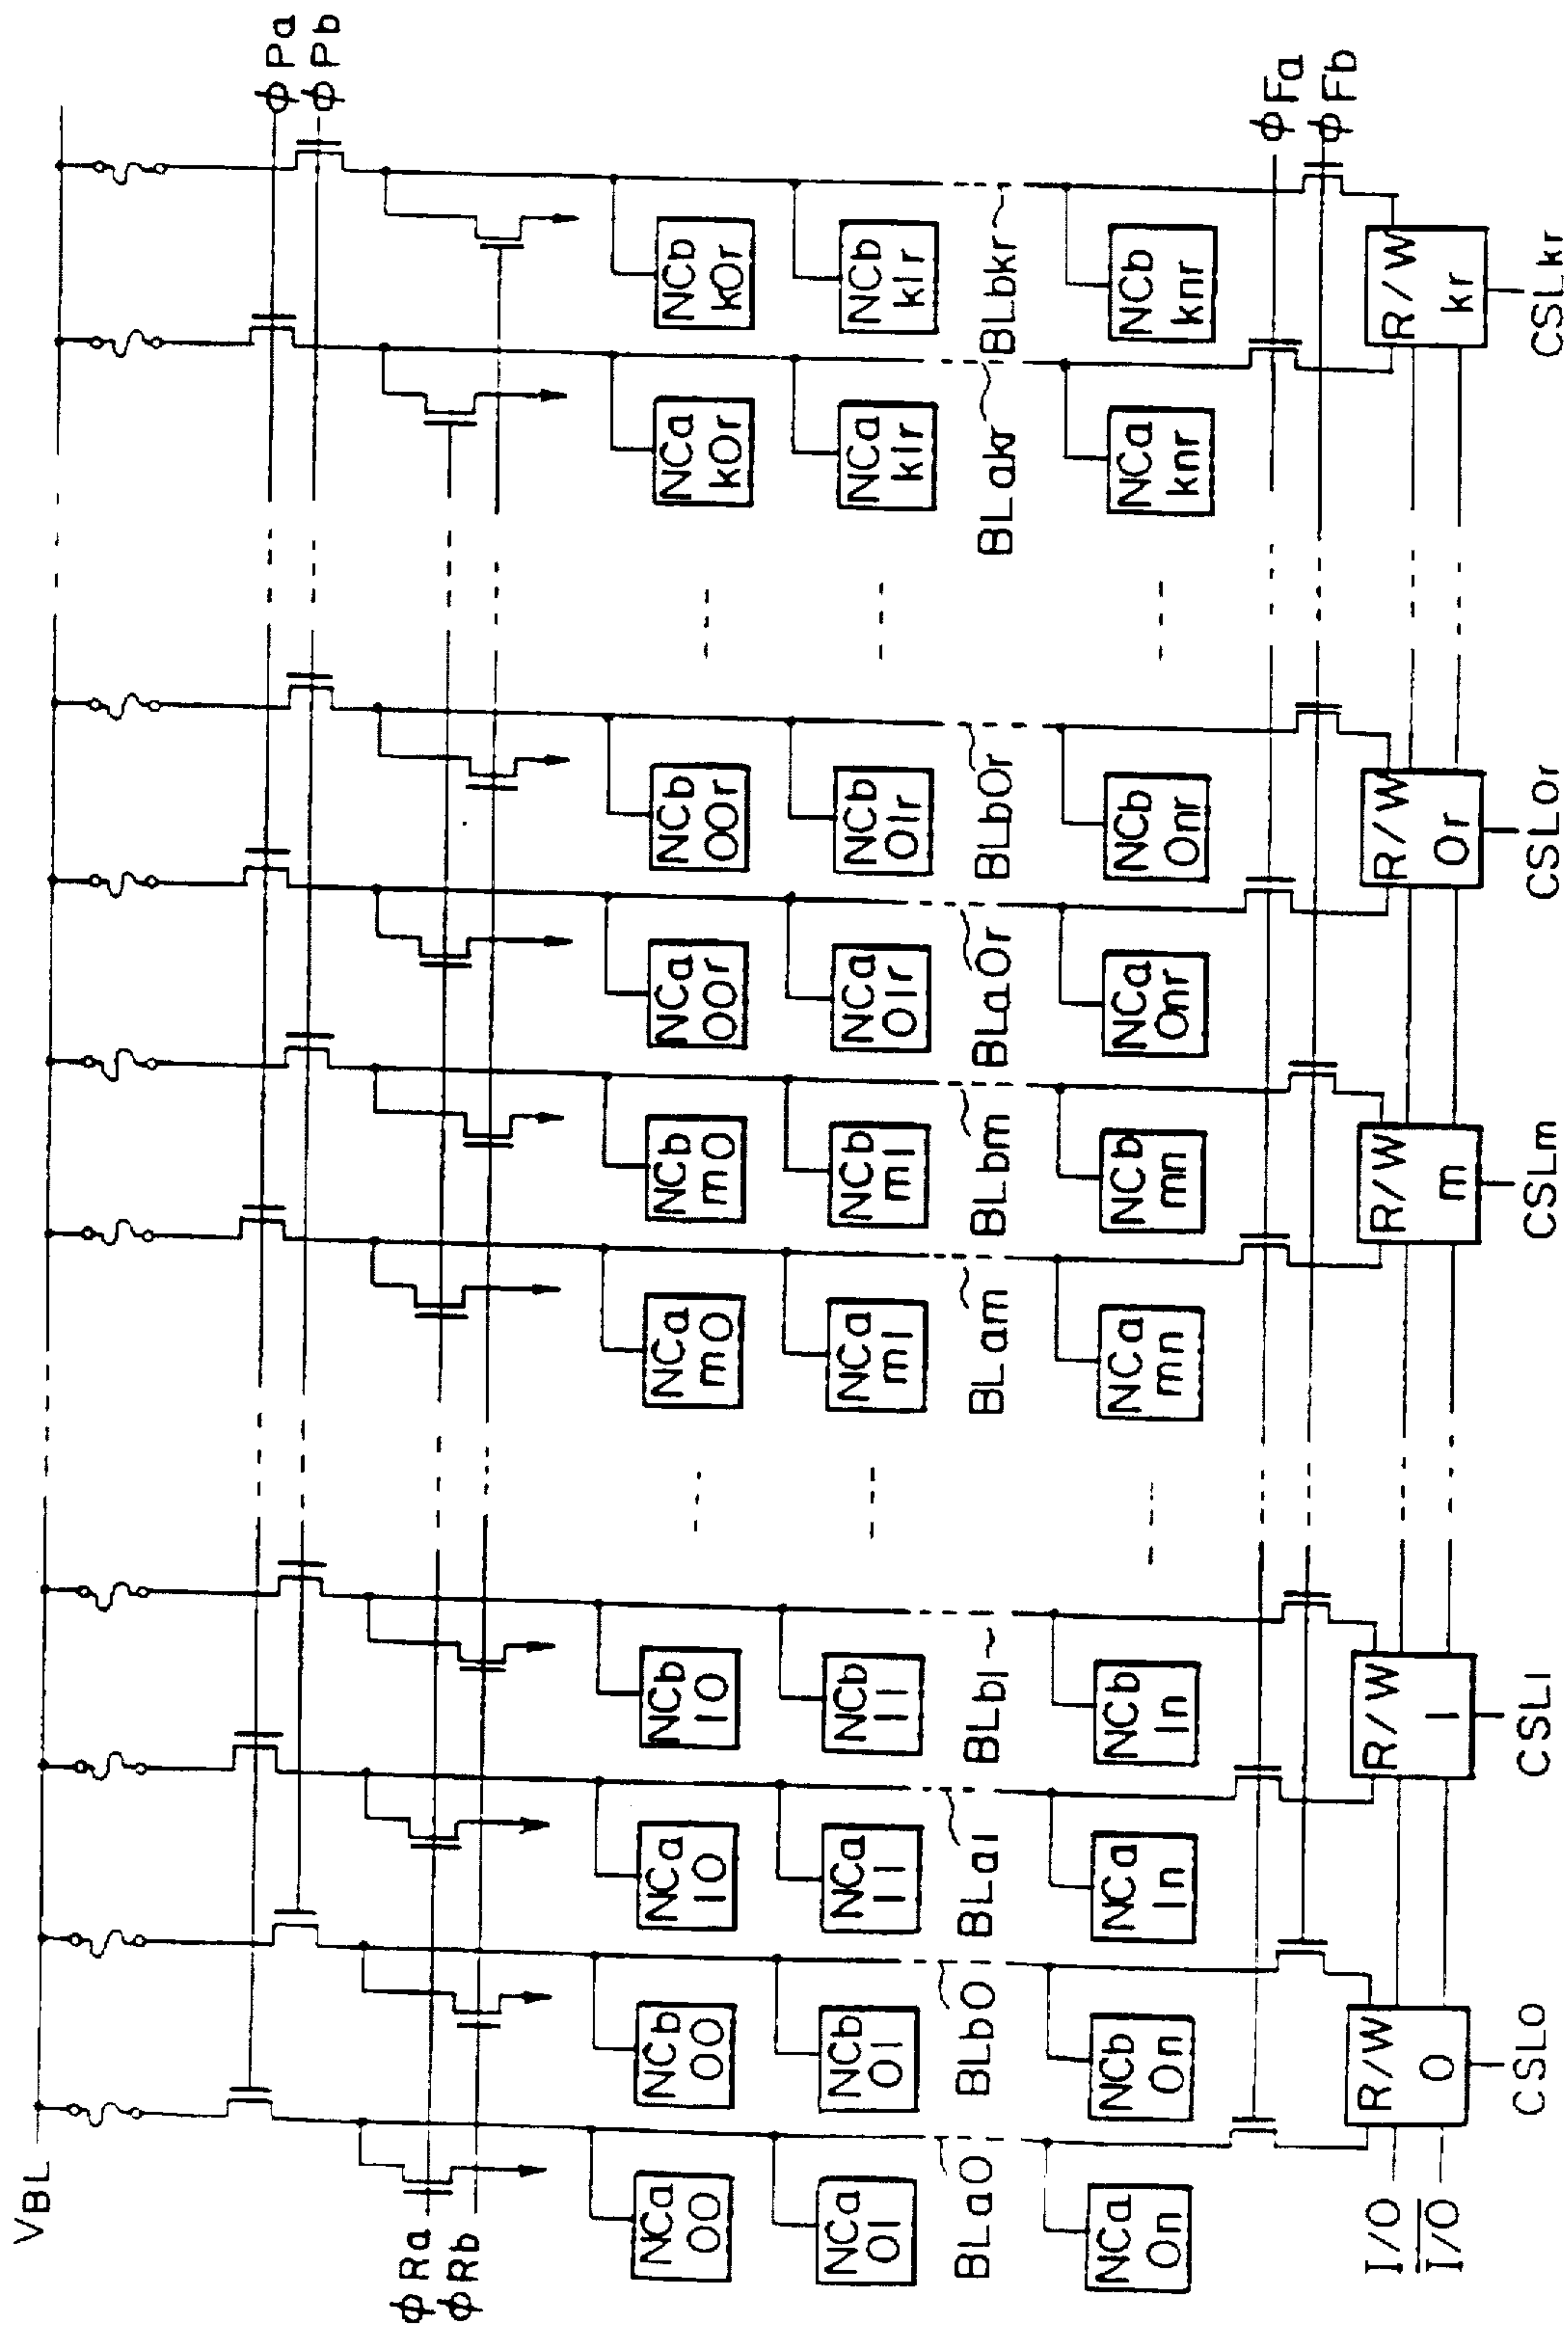 VBL
φPa
φPb
φRa
φRb
NCa 00
NCb 00
NCa 10
NCb 10
NCa m0
NCb m0
NCa 00r
NCb 00r
NCa k0r
NCb k0r
NCa 01
NCb 01
NCa 11
NCb 11
NCa m1
NCb m1
NCa 01r
NCb 01r
NCa k1r
NCb k1r
BLa0
BLb0
BLa1
BLb1
BLam
BLbm
BLa0r
BLb0r
BLakr
BLbkr
NCa 0n
NCb 0n
NCa 1n
NCb 1n
NCa mn
NCb mn
NCa 0nr
NCb 0nr
NCa knr
NCb knr
φFa
φFb
R/W 0
R/W 1
R/W m
R/W 0r
R/W kr
I/O
I̅/̅O̅
CSL0
CSL1
CSLm
CSL0r
CSLkr